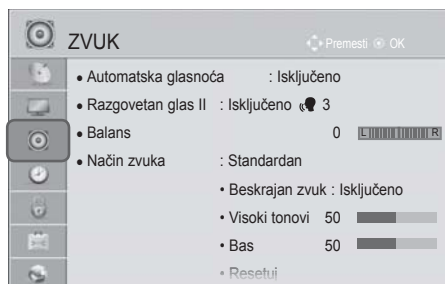 ZVUK
Premesti OK
• Automatska glasnoća : Isključeno
• Razgovetan glas II : Isključeno 3
• Balans 0 L R
• Način zvuka : Standardan
• Beskrajan zvuk : Isključeno
• Visoki tonovi 50
• Bas 50
• Resetuj